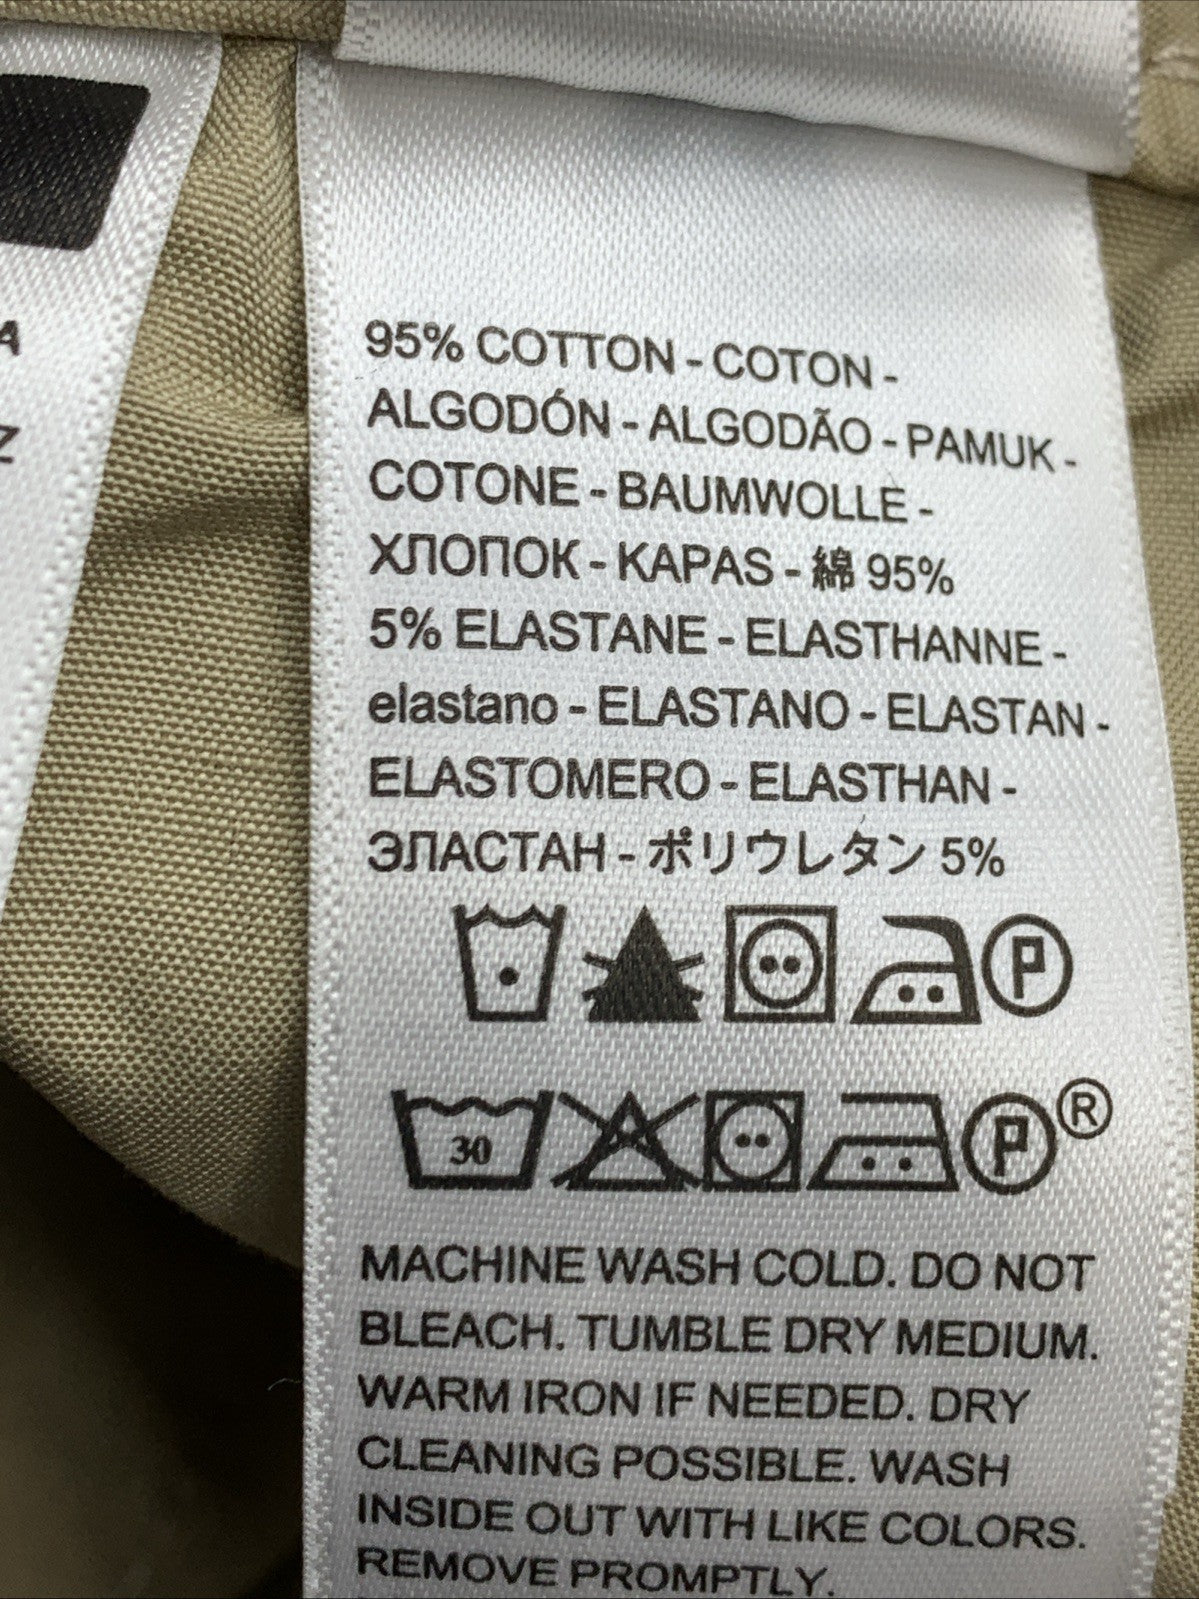 A
Z
95% COTTON - COTON -
ALGODÓN - ALGODÃO - PAMUK -
COTONE - BAUMWOLLE -
ХЛОПОК - KAPAS - 綿 95%
5% ELASTANE - ELASTHANNE -
elastano - ELASTANO - ELASTAN -
ELASTOMERO - ELASTHAN -
ЭЛАСТАН - ポリウレタン 5%
P
30 P ®
MACHINE WASH COLD. DO NOT
BLEACH. TUMBLE DRY MEDIUM.
WARM IRON IF NEEDED. DRY
CLEANING POSSIBLE. WASH
INSIDE OUT WITH LIKE COLORS.
REMOVE PROMPTLY.